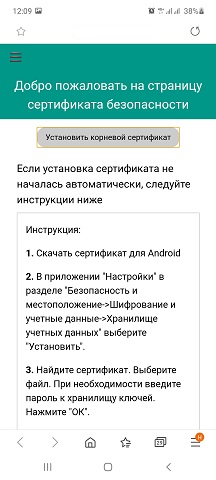 12:09
38%
Добро пожаловать на страницу
сертификата безопасности
Установить корневой сертификат
Если установка сертификата не
началась автоматически, следуйте
инструкции ниже
Инструкция:
1. Скачать сертификат для Android
2. В приложении "Настройки" в
разделе "Безопасность и
местоположение->Шифрование и
учетные данные->Хранилище
учетных данных" выберите
"Установить".
3. Найдите сертификат. Выберите
файл. При необходимости введите
пароль к хранилищу ключей.
Нажмите "ОК".